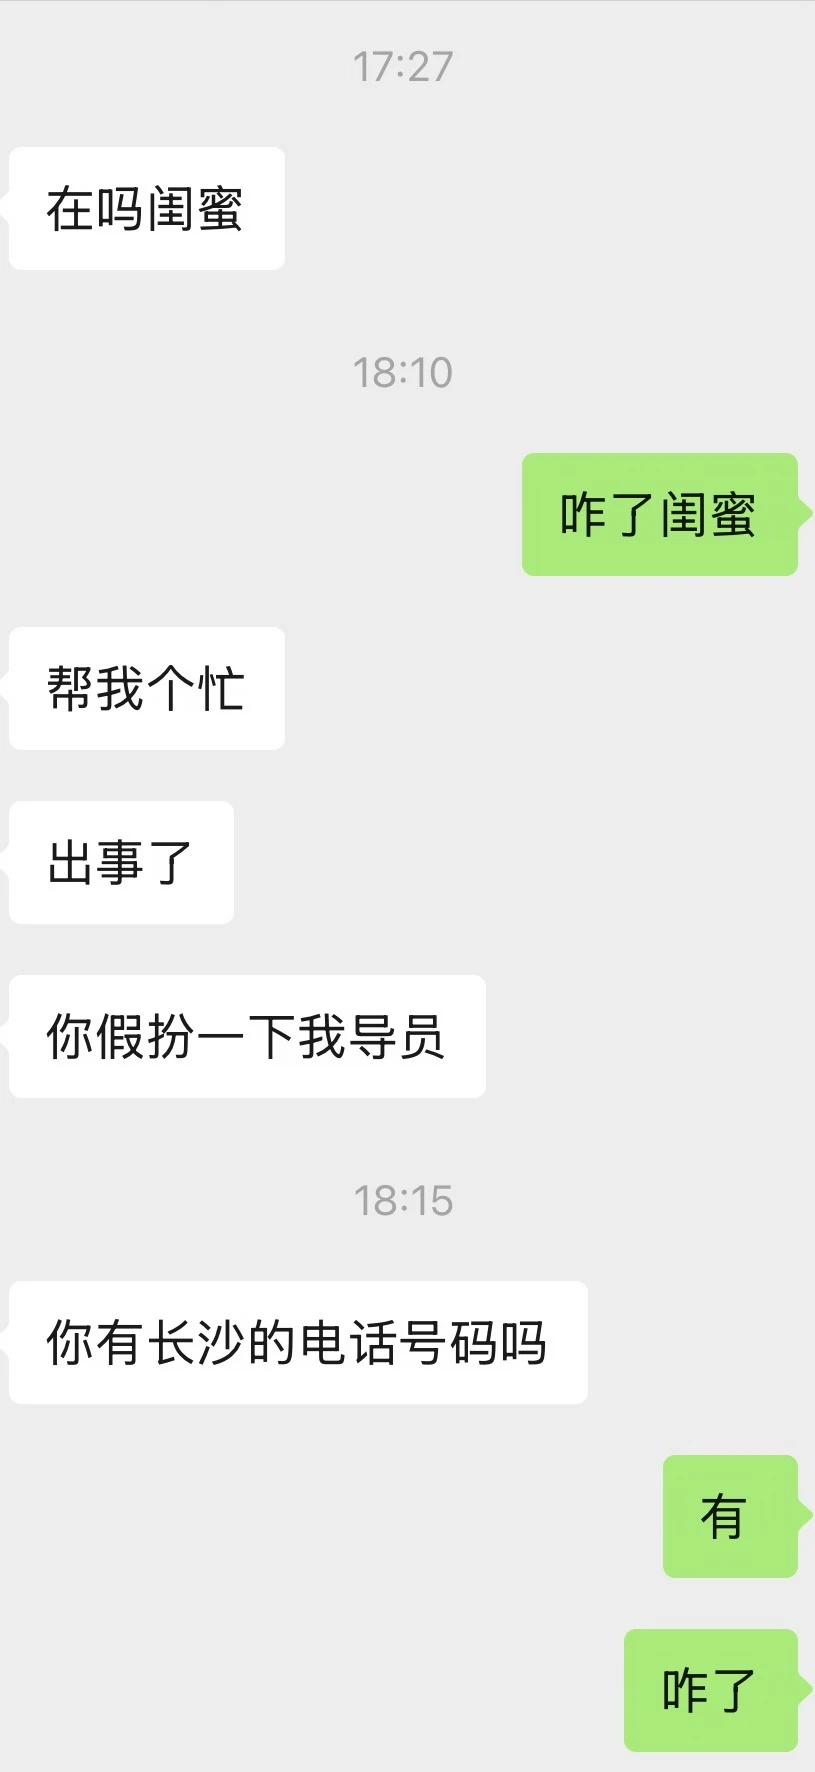 17:27
在吗闺蜜
18:10
咋了闺蜜
帮我个忙
出事了
你假扮一下我导员
18:15
你有长沙的电话号码吗
有
咋了